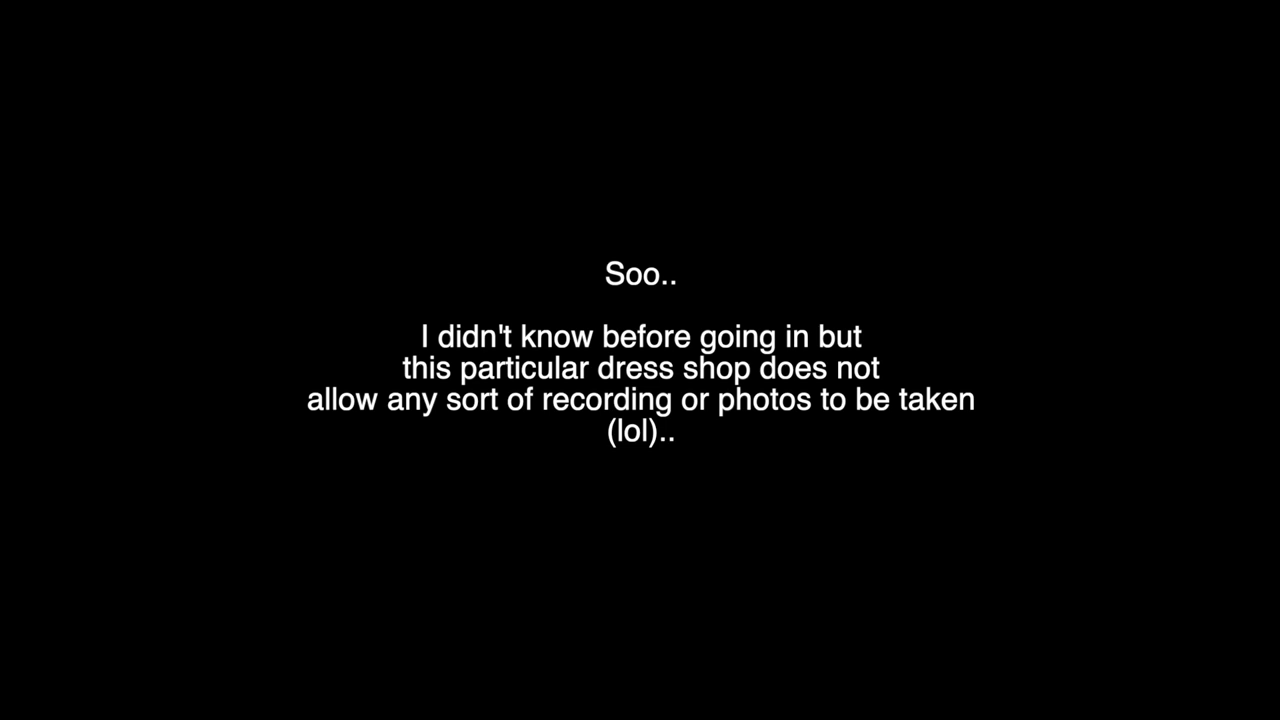 Soo..
I didn't know before going in but
this particular dress shop does not
allow any sort of recording or photos to be taken
(lol)..